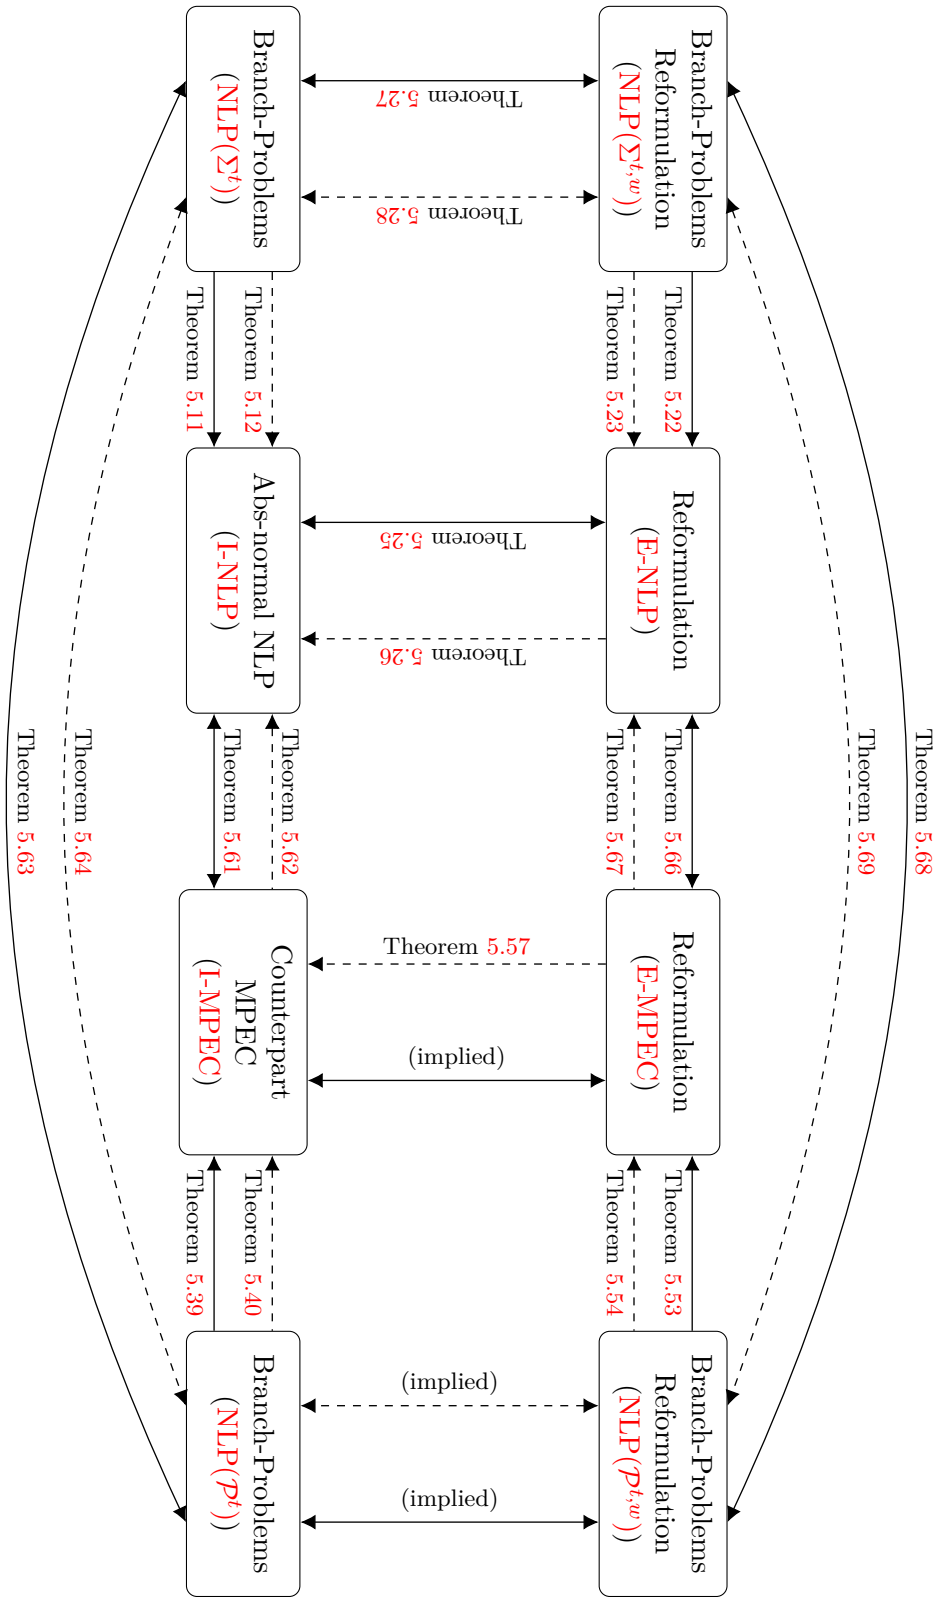 Theorem 5.68
Theorem 5.69
Branch-Problems
Reformulation
(NLP(Σ^{t,w}))
Theorem 5.22
Theorem 5.23
Reformulation
(E-NLP)
Theorem 5.66
Theorem 5.67
Reformulation
(E-MPEC)
Theorem 5.53
Theorem 5.54
Branch-Problems
Reformulation
(NLP(𝒫^{t,w}))
Theorem 5.27
Theorem 5.28
Theorem 5.25
Theorem 5.26
Theorem 5.57
(implied)
(implied)
(implied)
Branch-Problems
(NLP(Σ^t))
Theorem 5.12
Theorem 5.11
Abs-normal NLP
(I-NLP)
Theorem 5.62
Theorem 5.61
Counterpart
MPEC
(I-MPEC)
Theorem 5.40
Theorem 5.39
Branch-Problems
(NLP(𝒫^t))
Theorem 5.64
Theorem 5.63